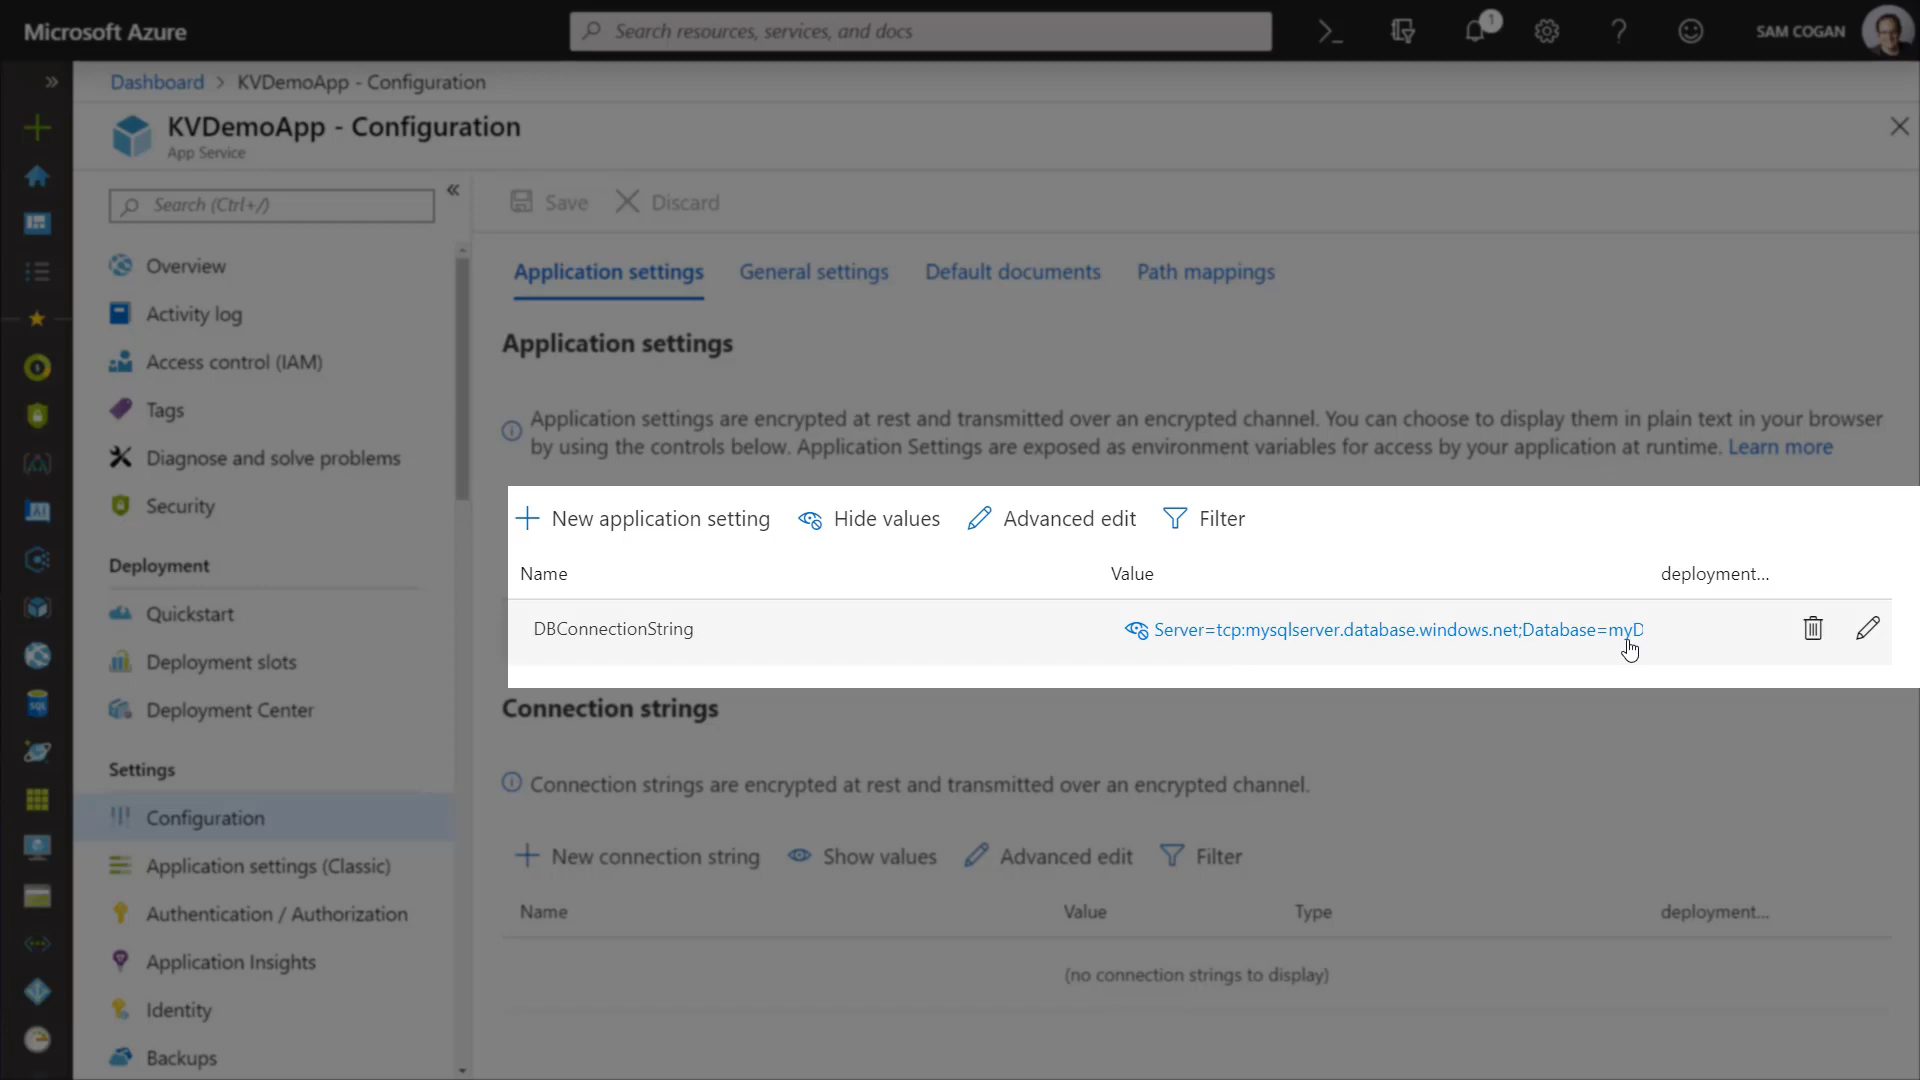 Microsoft Azure
Search resources, services, and docs
1
SAM COGAN
Dashboard > KVDemoApp - Configuration
KVDemoApp - Configuration
App Service
Search (Ctrl+/)
Overview
Activity log
Access control (IAM)
Tags
Diagnose and solve problems
Security
Deployment
Quickstart
Deployment slots
Deployment Center
Settings
Configuration
Application settings (Classic)
Authentication / Authorization
Application Insights
Identity
Backups
Save
Discard
Application settings
General settings
Default documents
Path mappings
Application settings
Application settings are encrypted at rest and transmitted over an encrypted channel. You can choose to display them in plain text in your browser
by using the controls below. Application Settings are exposed as environment variables for access by your application at runtime. Learn more
New application setting
Hide values
Advanced edit
Filter
Name
Value
deployment...
DBConnectionString
Server=tcp:mysqlserver.database.windows.net;Database=myD
Connection strings
Connection strings are encrypted at rest and transmitted over an encrypted channel.
New connection string
Show values
Advanced edit
Filter
Name
Value
Type
deployment...
(no connection strings to display)